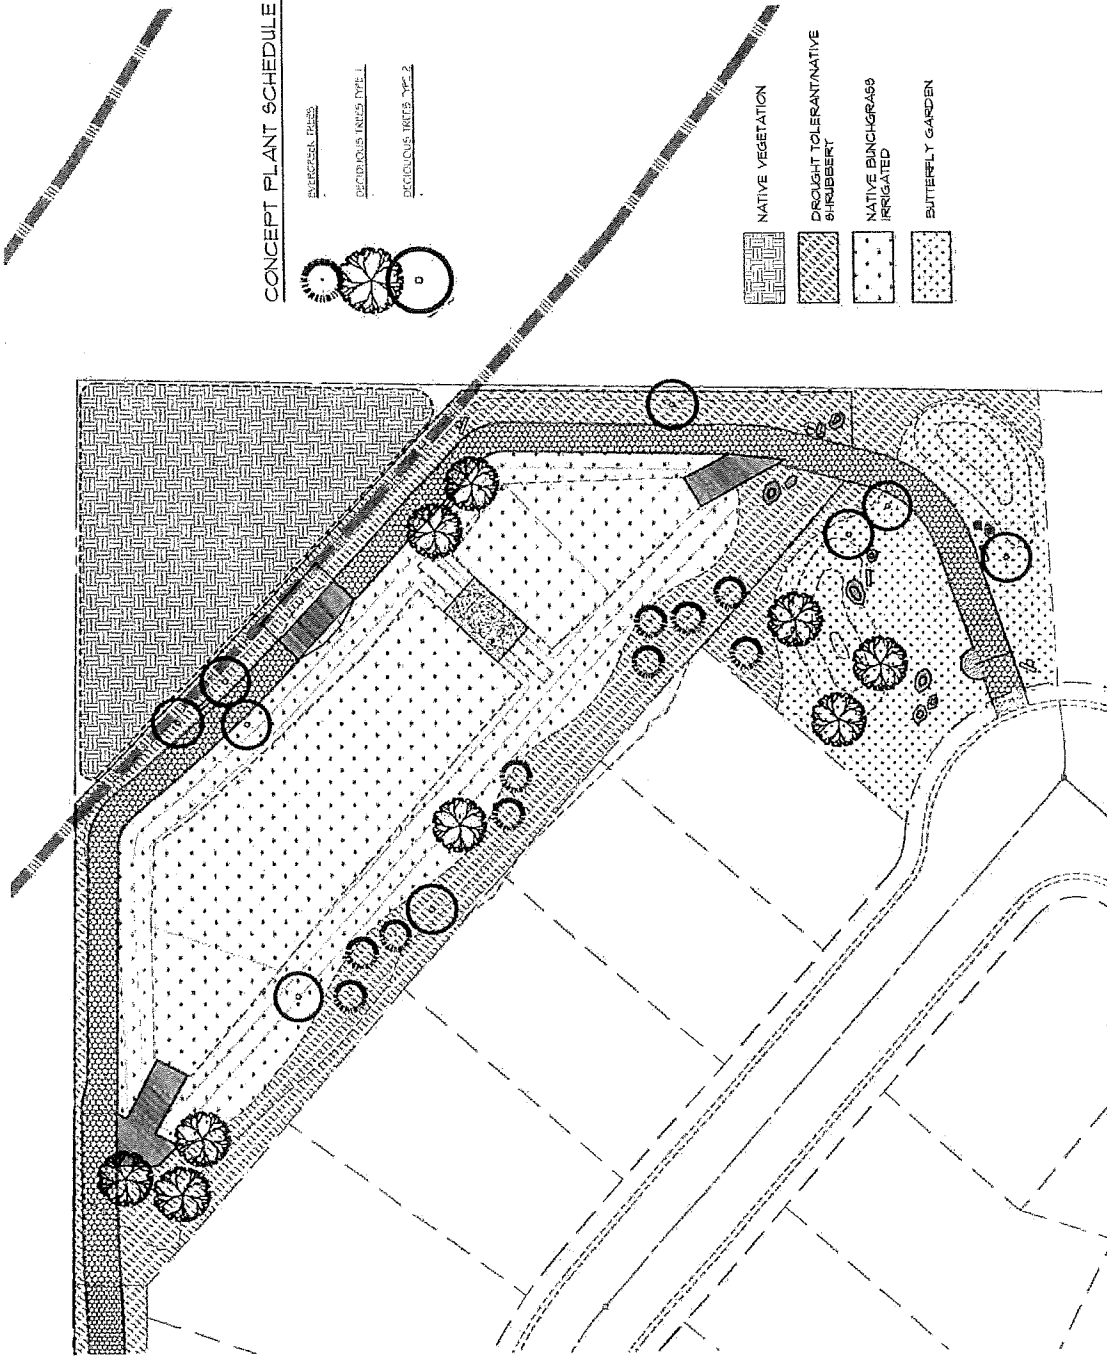 CONCEPT PLANT SCHEDULE
EVERGREEN TREES
DECIDUOUS TREES TYPE 1
DECIDUOUS TREES TYPE 2
NATIVE VEGETATION
DROUGHT TOLERANT/NATIVE
SHRUBBERY
NATIVE BUNCHGRASS
IRRIGATED
BUTTERFLY GARDEN